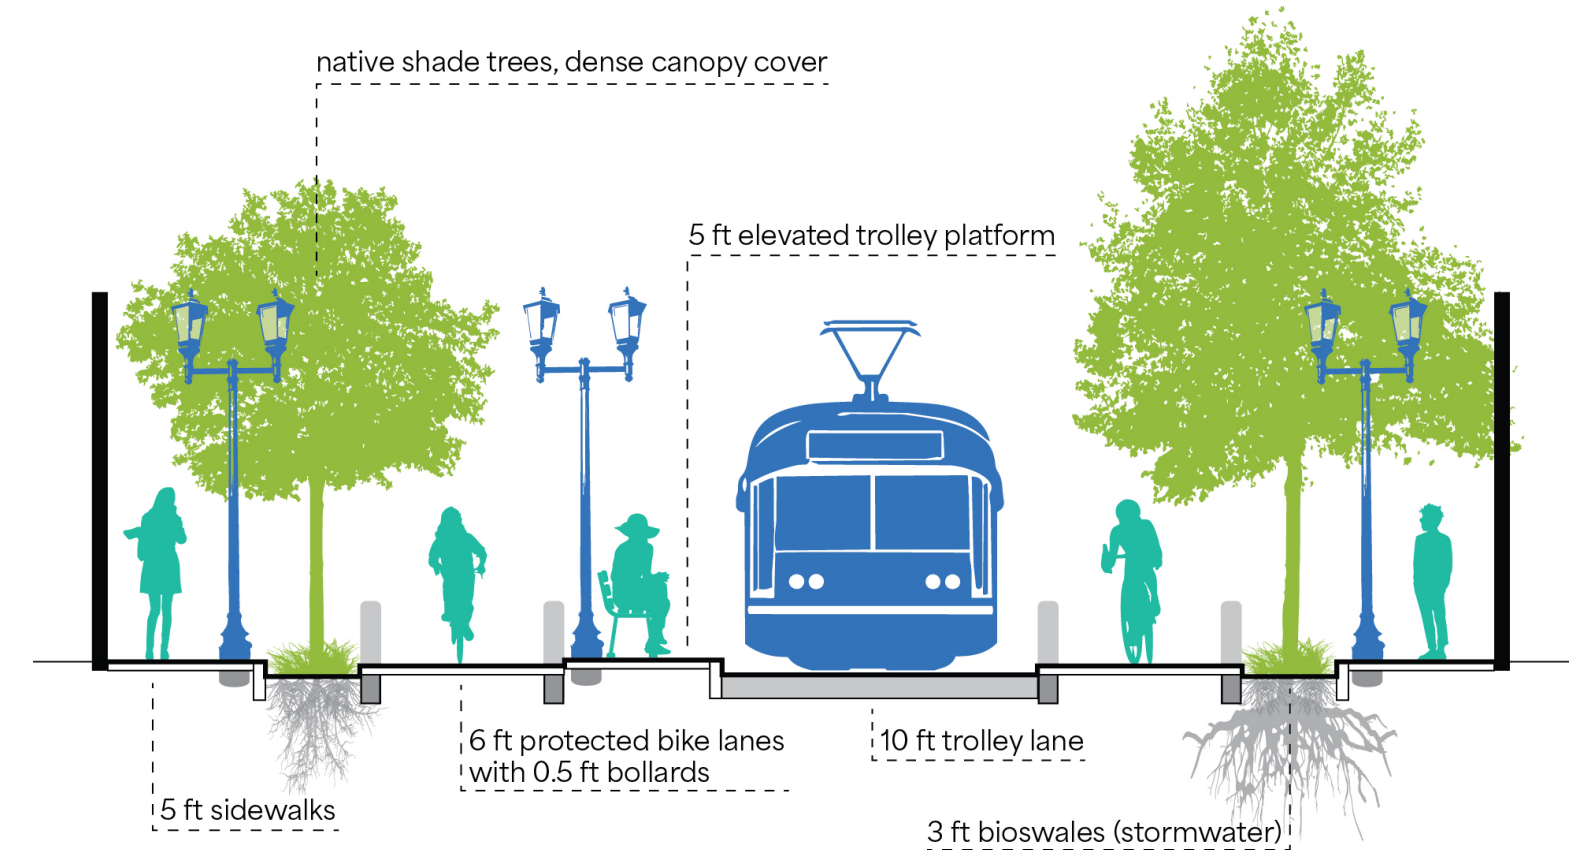 native shade trees, dense canopy cover
5 ft elevated trolley platform
6 ft protected bike lanes
with 0.5 ft bollards
10 ft trolley lane
5 ft sidewalks
3 ft bioswales (stormwater)